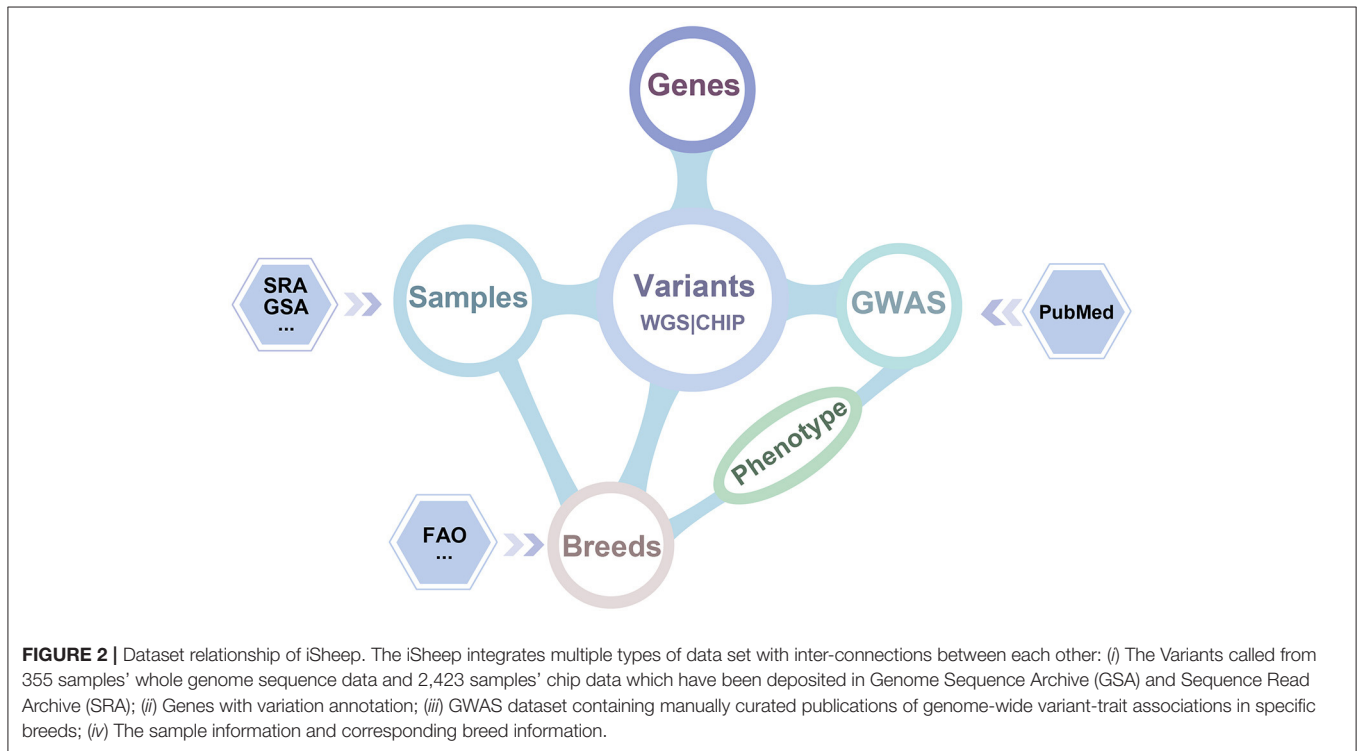 Genes
SRA
GSA
...
Samples
Variants
WGS|CHIP
GWAS
PubMed
Phenotype
FAO
...
Breeds
FIGURE 2 | Dataset relationship of iSheep. The iSheep integrates multiple types of data set with inter-connections between each other: (i) The Variants called from
355 samples' whole genome sequence data and 2,423 samples' chip data which have been deposited in Genome Sequence Archive (GSA) and Sequence Read
Archive (SRA); (ii) Genes with variation annotation; (iii) GWAS dataset containing manually curated publications of genome-wide variant-trait associations in specific
breeds; (iv) The sample information and corresponding breed information.